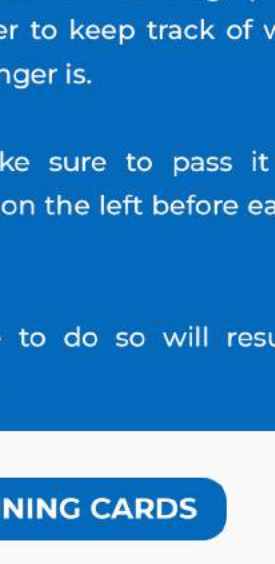 er to keep track of w
nger is.
ke sure to pass it
on the left before ea
to do so will resu
NING CARDS